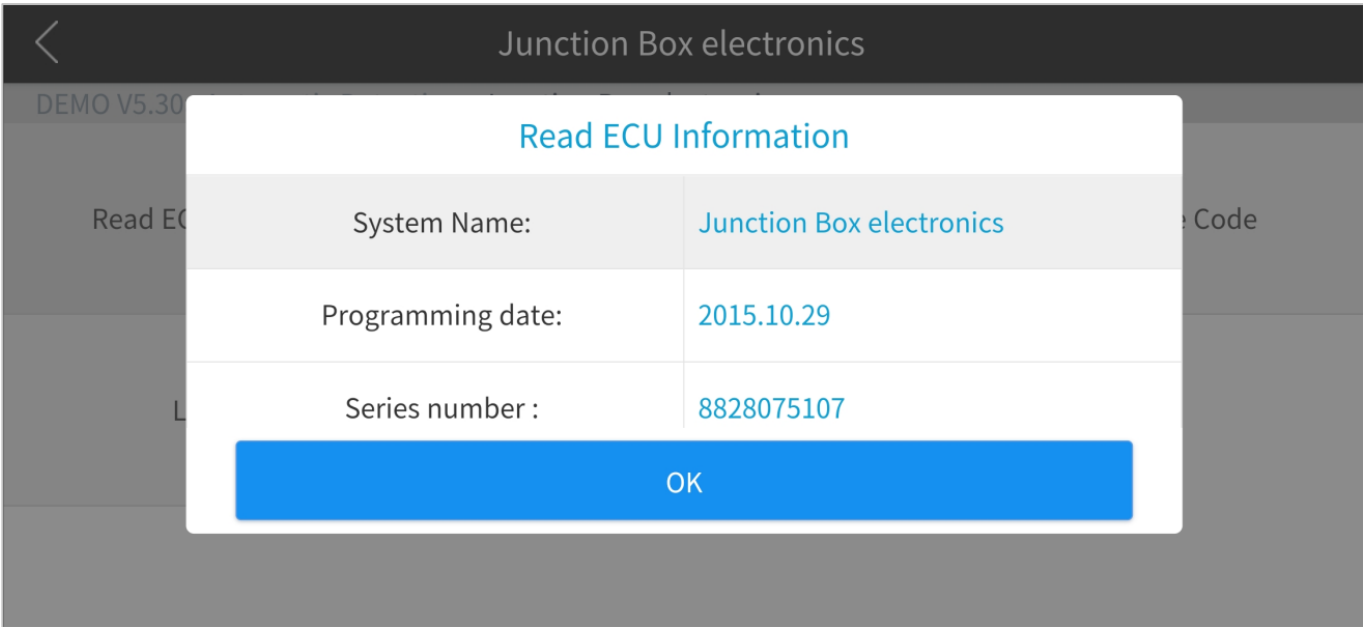 Junction Box electronics
DEMO V5.30
Read ECU Information
System Name: Junction Box electronics
Read
Code
Programming date: 2015.10.29
Series number : 8828075107
OK